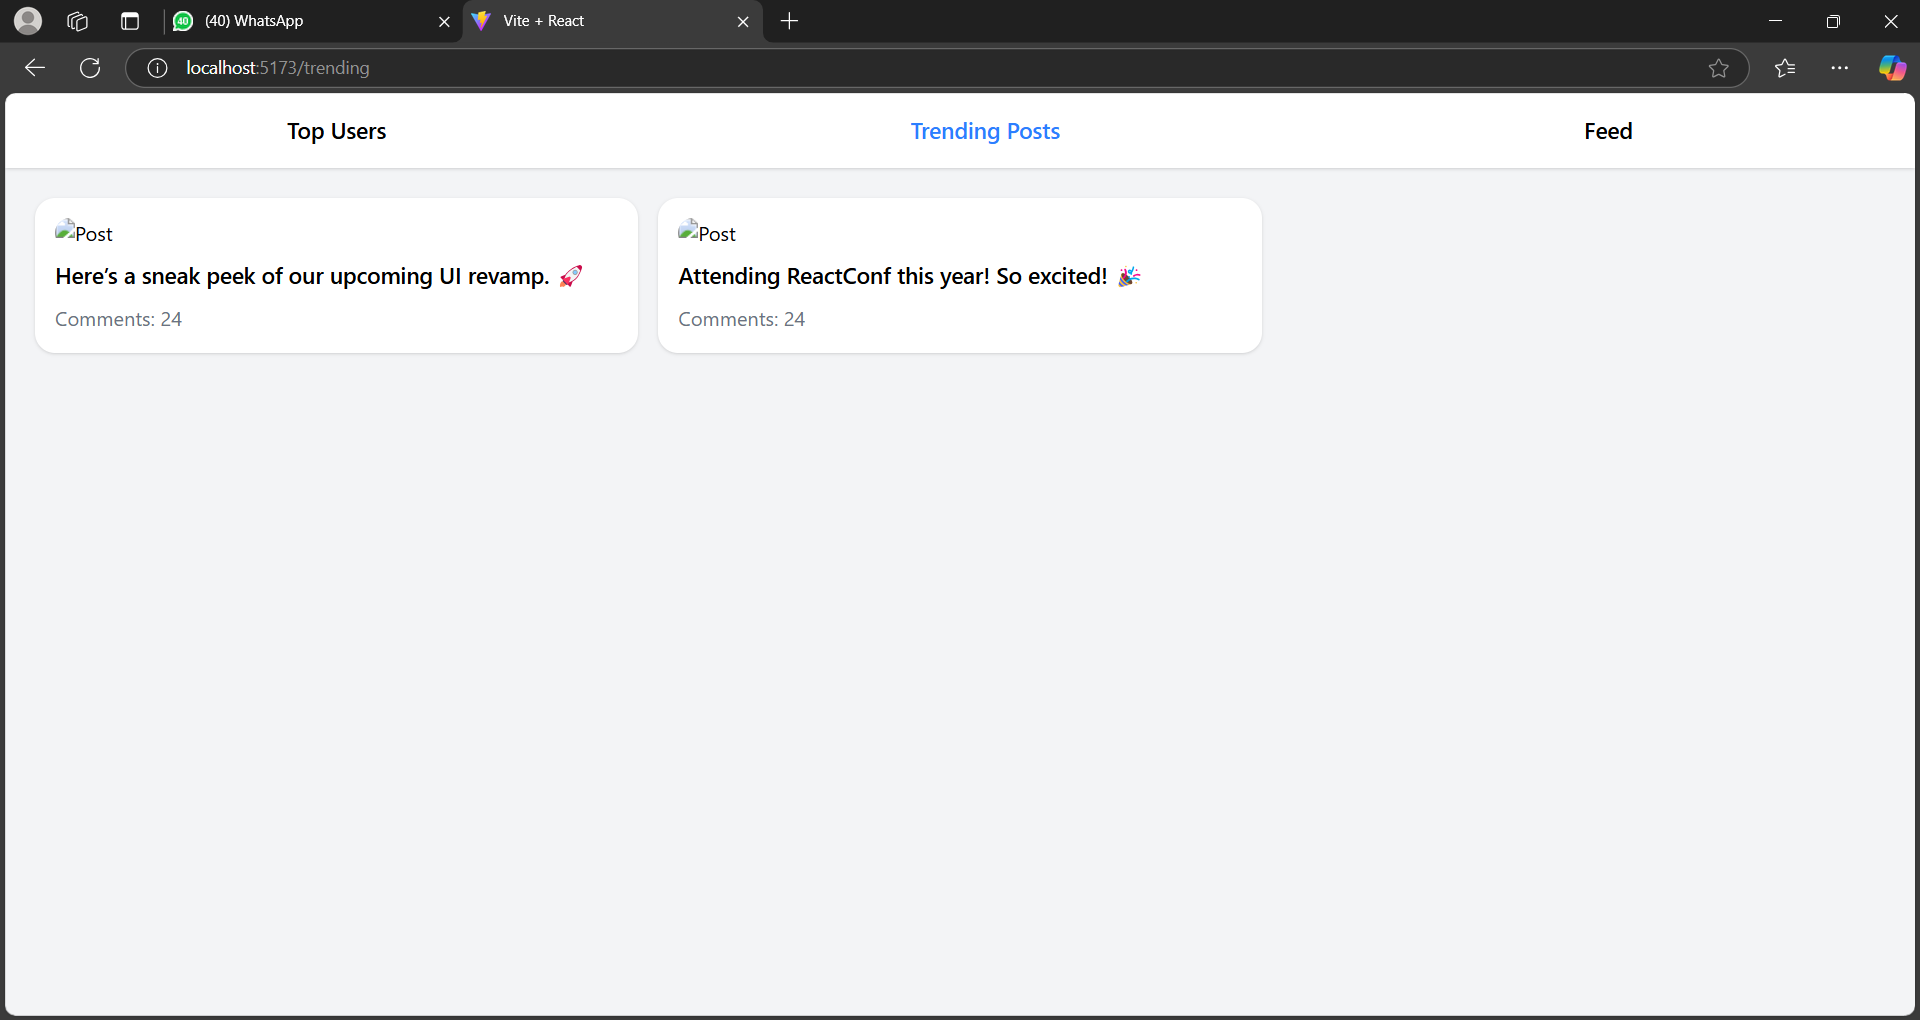 40 (40) WhatsApp
Vite + React
localhost:5173/trending
Top Users
Trending Posts
Feed
Post
Here’s a sneak peek of our upcoming UI revamp. 🚀
Comments: 24
Post
Attending ReactConf this year! So excited! 🎉
Comments: 24